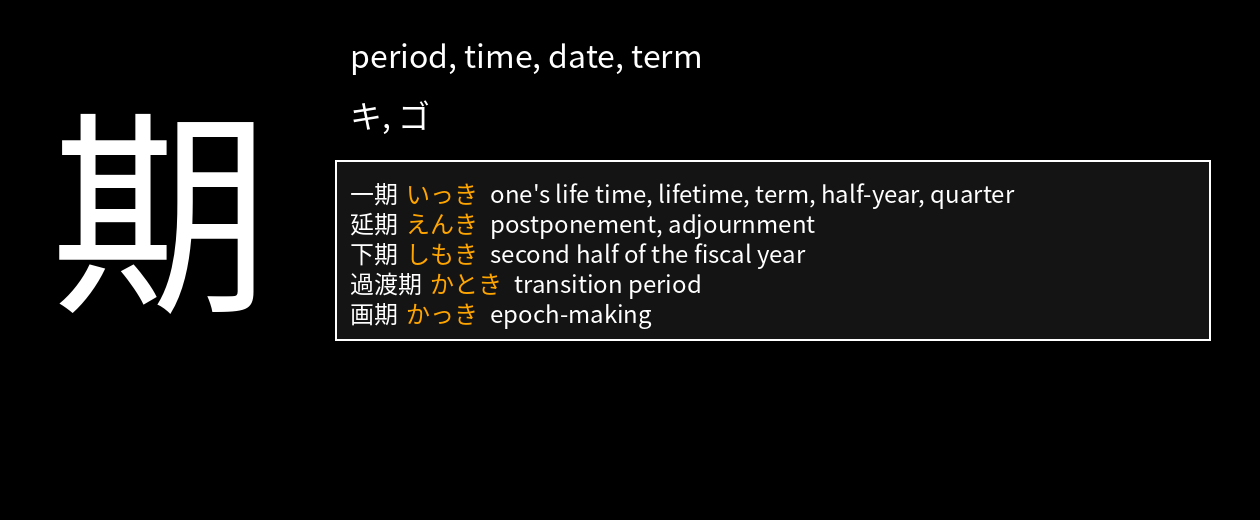 期
period, time, date, term
キ, ゴ
一期 いっき one's life time, lifetime, term, half-year, quarter
延期 えんき postponement, adjournment
下期 しもき second half of the fiscal year
過渡期 かとき transition period
画期 かっき epoch-making